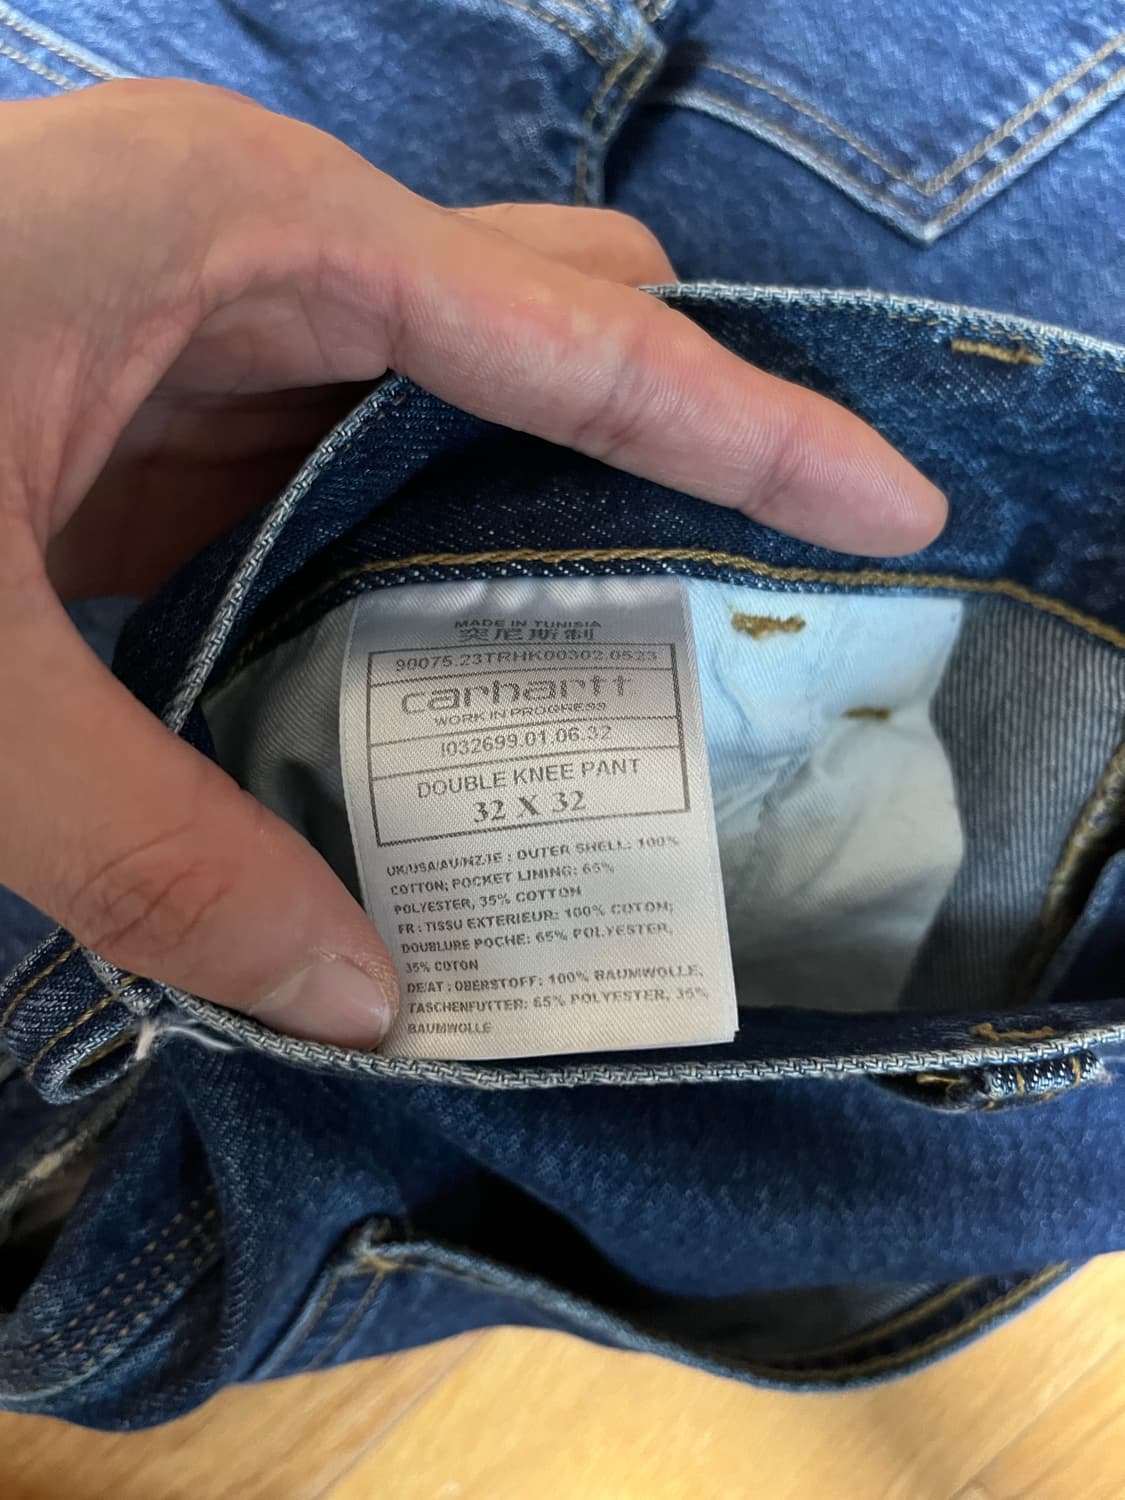 MADE IN TUNISIA
突尼斯制
90075.23TRHK00302.0523
carhartt
WORK IN PROGRESS
I032699.01.06.32
DOUBLE KNEE PANT
32 X 32
UK/USA/AU/NZ/IE : OUTER SHELL: 100%
COTTON; POCKET LINING: 65%
POLYESTER, 35% COTTON
FR : TISSU EXTERIEUR: 100% COTON;
DOUBLURE POCHE: 65% POLYESTER,
35% COTON
DE/AT : OBERSTOFF: 100% BAUMWOLLE,
TASCHENFUTTER: 65% POLYESTER, 35%
BAUMWOLLE